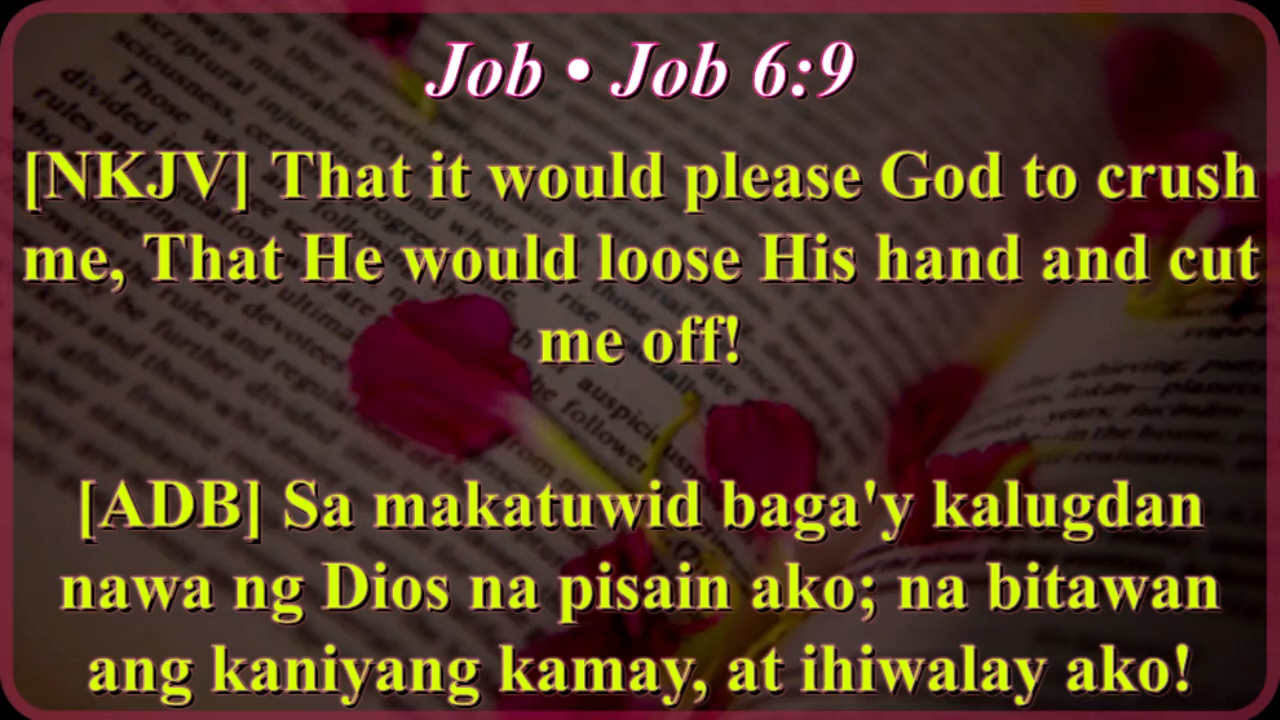 Job • Job 6:9
[NKJV] That it would please God to crush
me, That He would loose His hand and cut
me off!
[ADB] Sa makatuwid baga'y kalugdan
nawa ng Dios na pisain ako; na bitawan
ang kaniyang kamay, at ihiwalay ako!